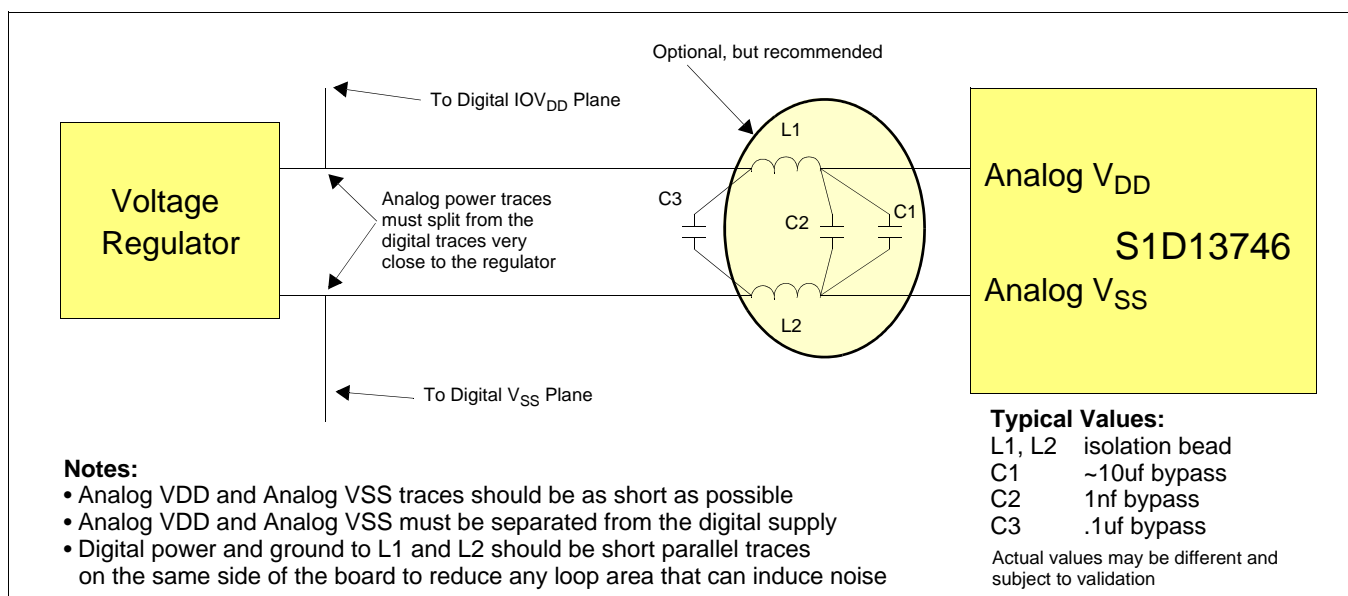 Optional, but recommended
To Digital IOVDD Plane
L1
Voltage
Regulator
Analog power traces
must split from the
digital traces very
close to the regulator
C3
C2
C1
Analog VDD
S1D13746
Analog VSS
L2
To Digital VSS Plane
Typical Values:
L1, L2 isolation bead
C1 ~10uf bypass
C2 1nf bypass
C3 .1uf bypass
Actual values may be different and
subject to validation
Notes:
• Analog VDD and Analog VSS traces should be as short as possible
• Analog VDD and Analog VSS must be separated from the digital supply
• Digital power and ground to L1 and L2 should be short parallel traces
on the same side of the board to reduce any loop area that can induce noise